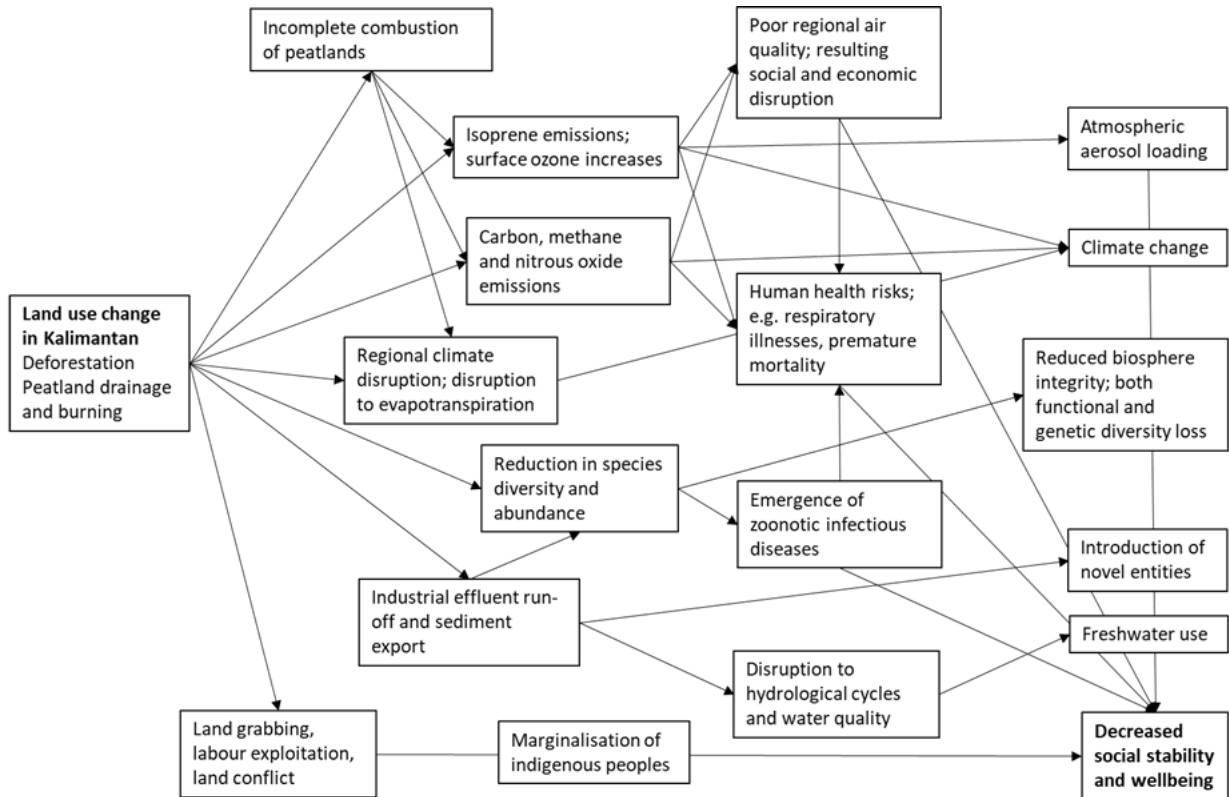 Incomplete combustion
of peatlands
Poor regional air
quality; resulting
social and economic
disruption
Isoprene emissions;
surface ozone increases
Atmospheric
aerosol loading
Carbon, methane
and nitrous oxide
emissions
Climate change
Human health risks;
e.g. respiratory
illnesses, premature
mortality
Land use change
in Kalimantan
Deforestation
Peatland drainage
and burning
Regional climate
disruption; disruption
to evapotranspiration
Reduced biosphere
integrity; both
functional and
genetic diversity loss
Reduction in species
diversity and
abundance
Emergence of
zoonotic infectious
diseases
Introduction of
novel entities
Industrial effluent run-
off and sediment
export
Freshwater use
Disruption to
hydrological cycles
and water quality
Land grabbing,
labour exploitation,
land conflict
Marginalisation of
indigenous peoples
Decreased
social stability
and wellbeing